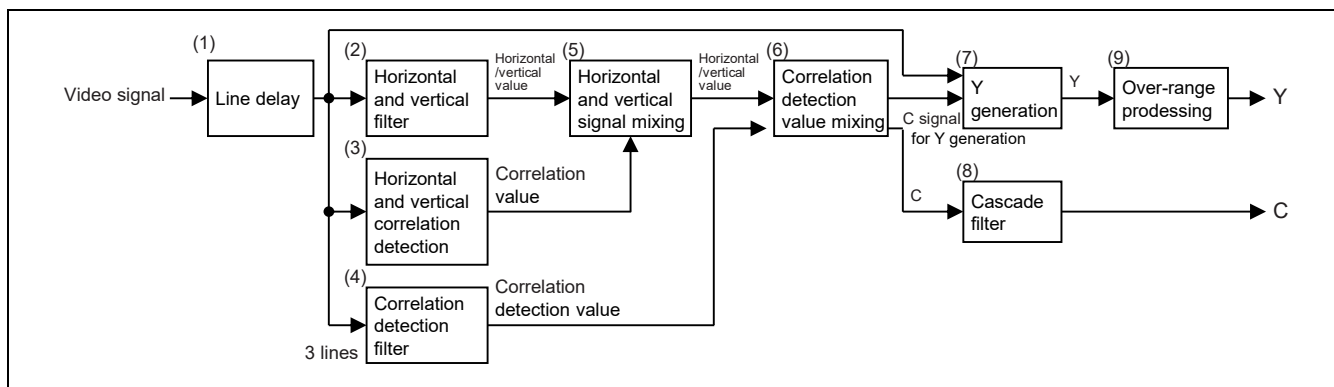 Video signal
(1)
Line delay
(2)
Horizontal
and vertical
filter
Horizontal
/vertical
value
(5)
Horizontal
and vertical
signal mixing
Horizontal
/vertical
value
(6)
Correlation
detection
value mixing
(7)
Y
generation
Y
(9)
Over-range
prodessing
Y
C signal
for Y generation
(3)
Horizontal
and vertical
correlation
detection
Correlation
value
C
(8)
Cascade
filter
C
(4)
Correlation
detection
filter
Correlation
detection value
3 lines